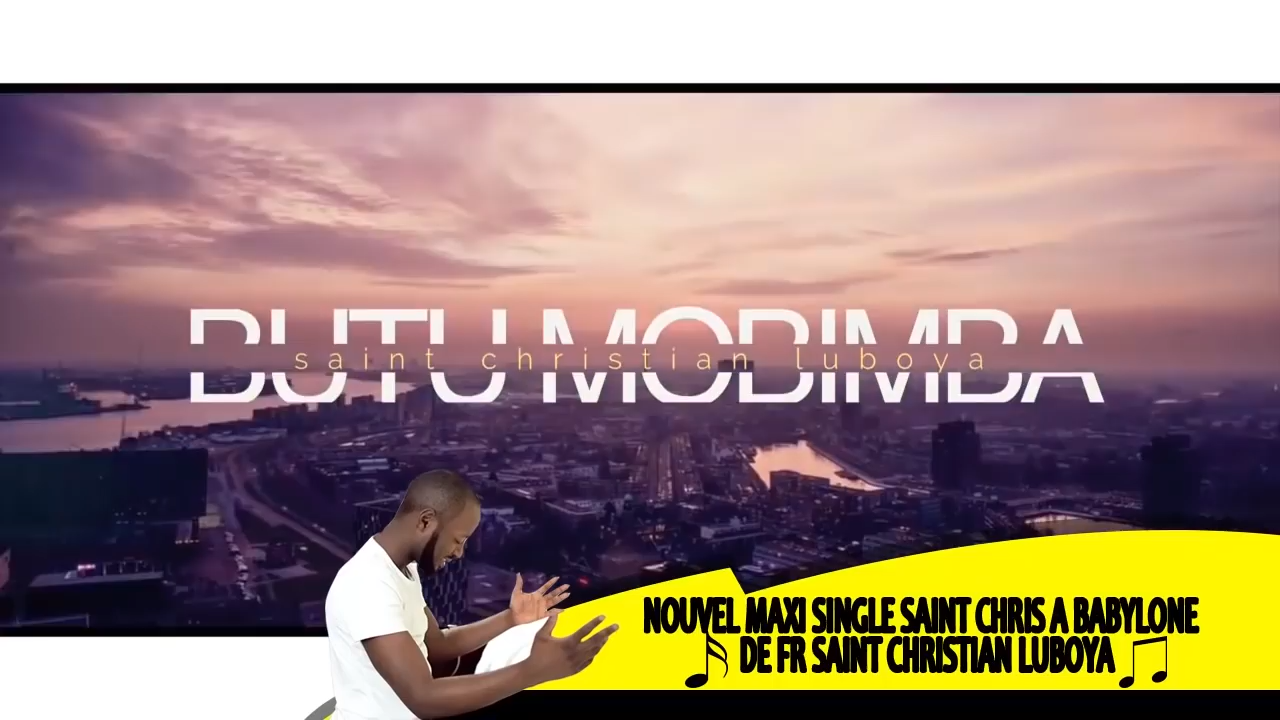 BUTU MOBIMBA
saint christian luboya
NOUVEL MAXI SINGLE SAINT CHRIS A BABYLONE
DE FR SAINT CHRISTIAN LUBOYA